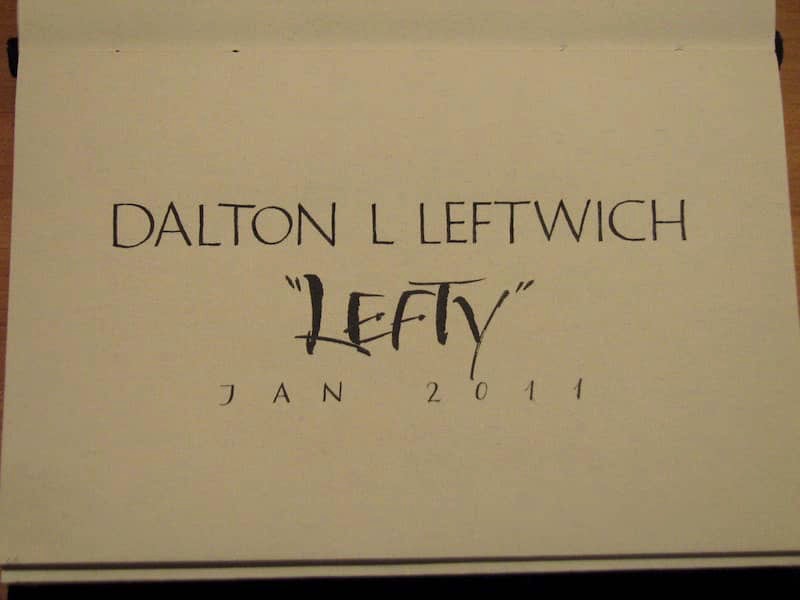 DALTON L LEFTWICH
"LEFTY"
JAN 2011